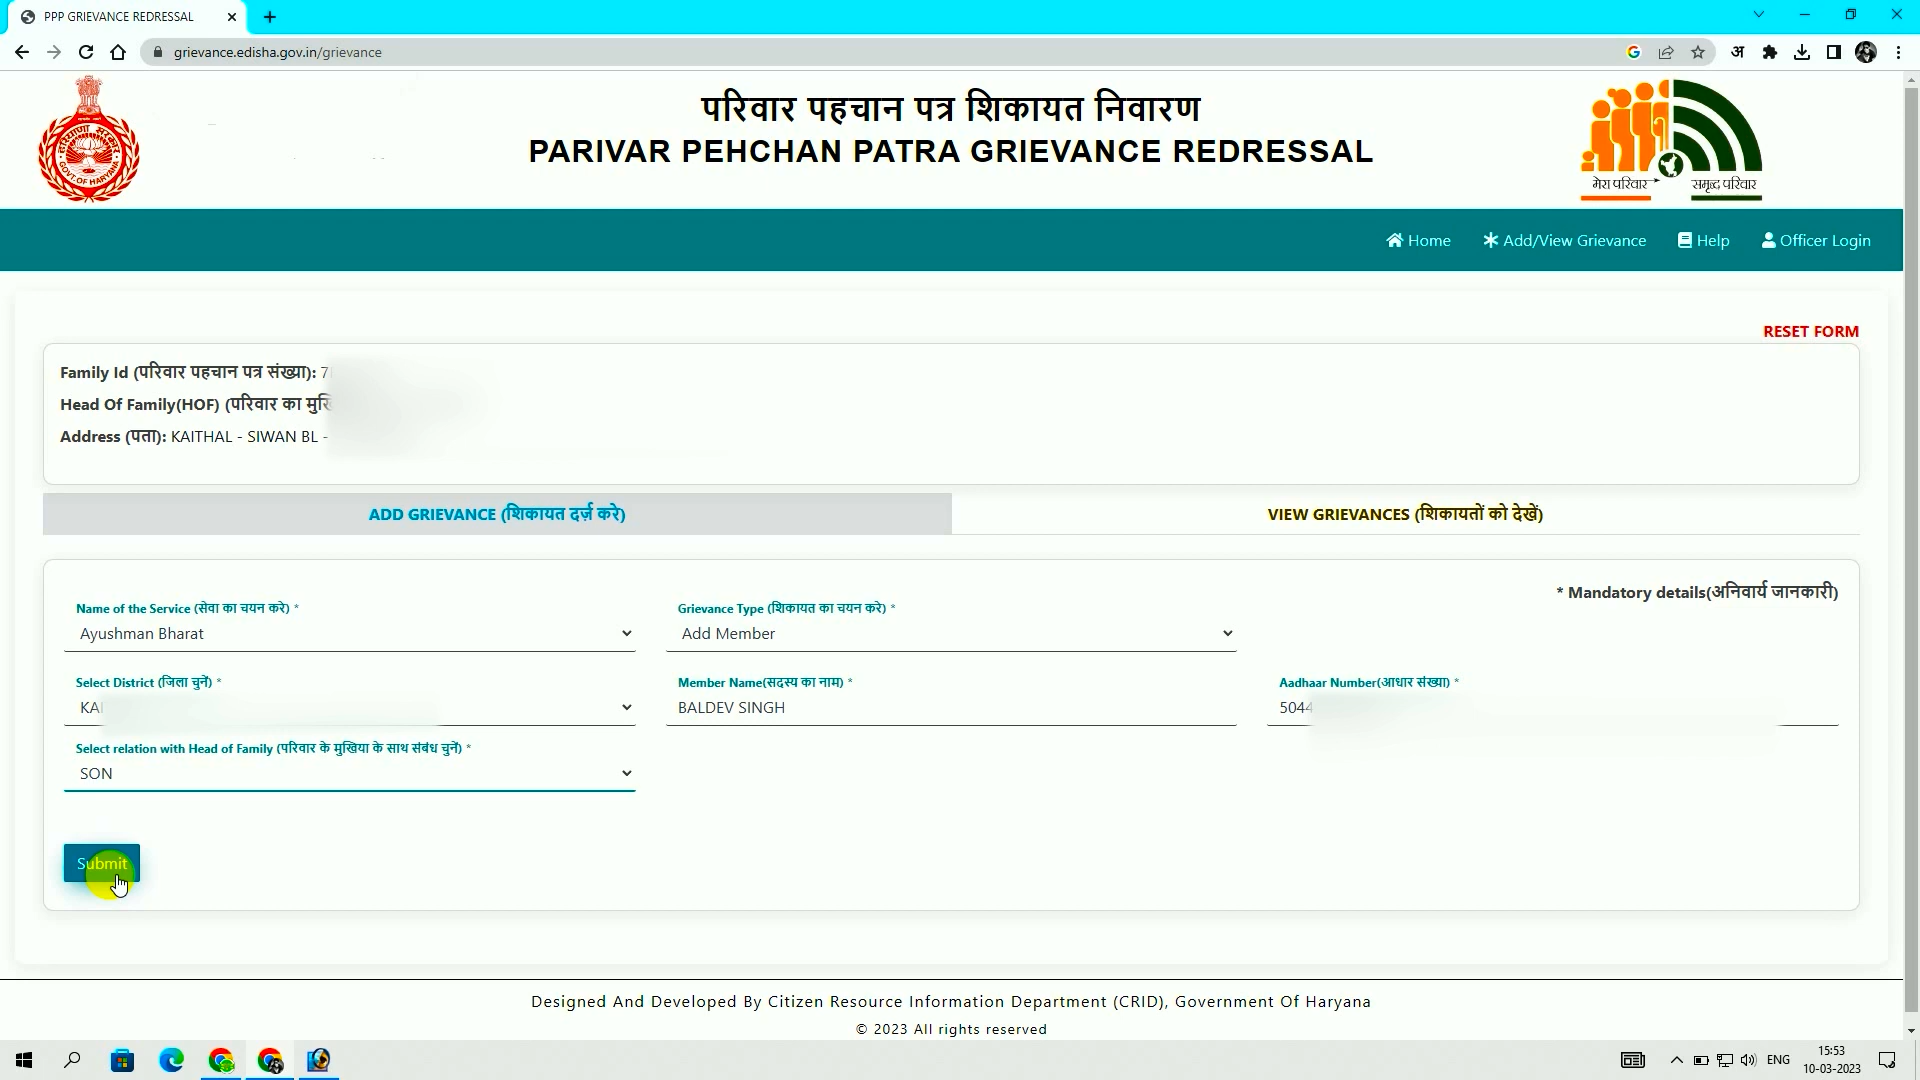 PPP GRIEVANCE REDRESSAL
grievance.edisha.gov.in/grievance
अ
परिवार पहचान पत्र शिकायत निवारण
PARIVAR PEHCHAN PATRA GRIEVANCE REDRESSAL
GOVT. OF HARYANA
मेरा परिवार समृद्ध परिवार
Home Add/View Grievance Help Officer Login
RESET FORM
Family Id (परिवार पहचान पत्र संख्या): 7
Head Of Family(HOF) (परिवार का
Address (पता): KAITHAL - SIWAN BL -
ADD GRIEVANCE (शिकायत दर्ज़ करे) VIEW GRIEVANCES (शिकायतों को देखें)
* Mandatory details(अनिवार्य जानकारी)
Name of the Service (सेवा का चयन करे) * Grievance Type (शिकायत का चयन करे) *
Ayushman Bharat Add Member
Select District (जिला चुनें) * Member Name(सदस्य का नाम) * Aadhaar Number(आधार संख्या) *
KAI BALDEV SINGH 5044
Select relation with Head of Family (परिवार के मुखिया के साथ संबंध चुनें) *
SON
Submit
Designed And Developed By Citizen Resource Information Department (CRID), Government Of Haryana
© 2023 All rights reserved
ENG
15:53
10-03-2023